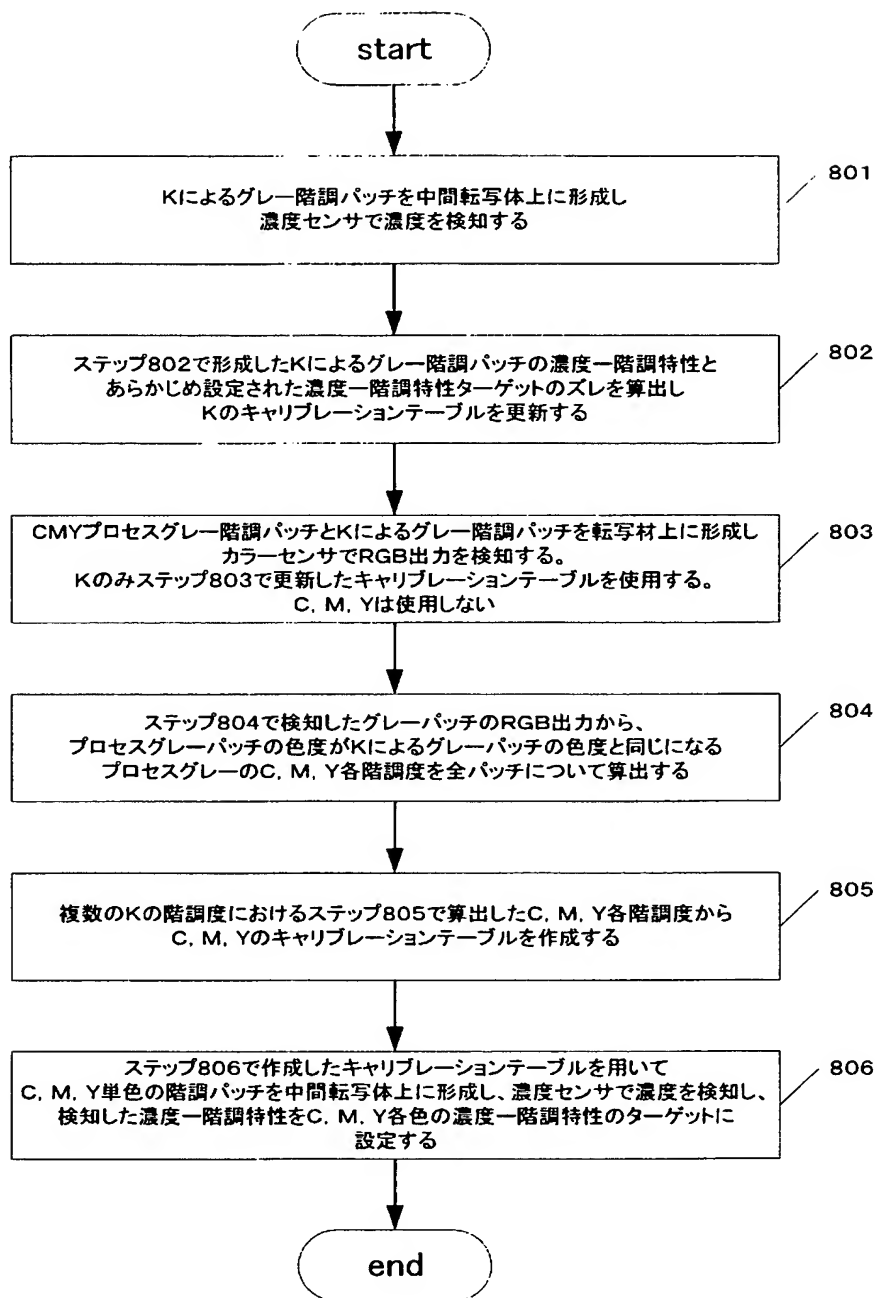 start
801
Kによるグレー階調パッチを中間転写体上に形成し
濃度センサで濃度を検知する
802
ステップ802で形成したKによるグレー階調パッチの濃度ー階調特性と
あらかじめ設定された濃度ー階調特性ターゲットのズレを算出し
Kのキャリブレーションテーブルを更新する
803
CMYプロセスグレー階調パッチとKによるグレー階調パッチを転写材上に形成し
カラーセンサでRGB出力を検知する。
Kのみステップ803で更新したキャリブレーションテーブルを使用する。
C, M, Yは使用しない
804
ステップ804で検知したグレーパッチのRGB出力から、
プロセスグレーパッチの色度がKによるグレーパッチの色度と同じになる
プロセスグレーのC, M, Y各階調度を全パッチについて算出する
805
複数のKの階調度におけるステップ805で算出したC, M, Y各階調度から
C, M, Yのキャリブレーションテーブルを作成する
806
ステップ806で作成したキャリブレーションテーブルを用いて
C, M, Y単色の階調パッチを中間転写体上に形成し、濃度センサで濃度を検知し、
検知した濃度ー階調特性をC, M, Y各色の濃度ー階調特性のターゲットに
設定する
end